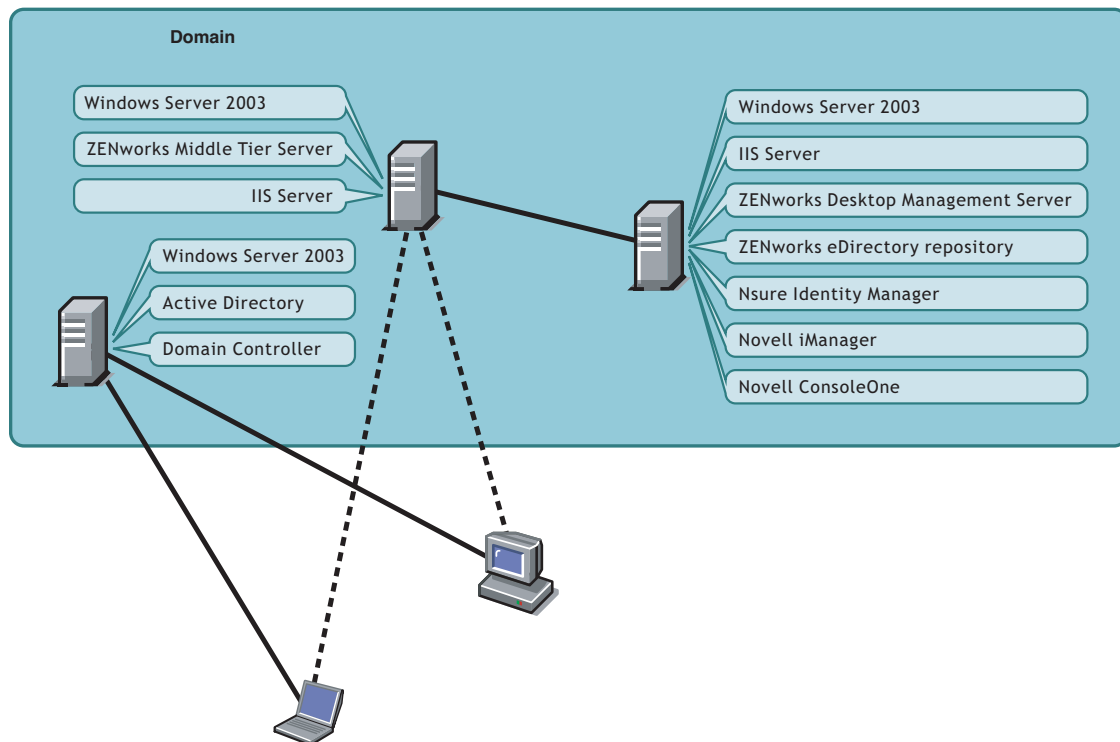 Domain
Windows Server 2003
ZENworks Middle Tier Server
IIS Server
Windows Server 2003
Active Directory
Domain Controller
Windows Server 2003
IIS Server
ZENworks Desktop Management Server
ZENworks eDirectory repository
Nsure Identity Manager
Novell iManager
Novell ConsoleOne